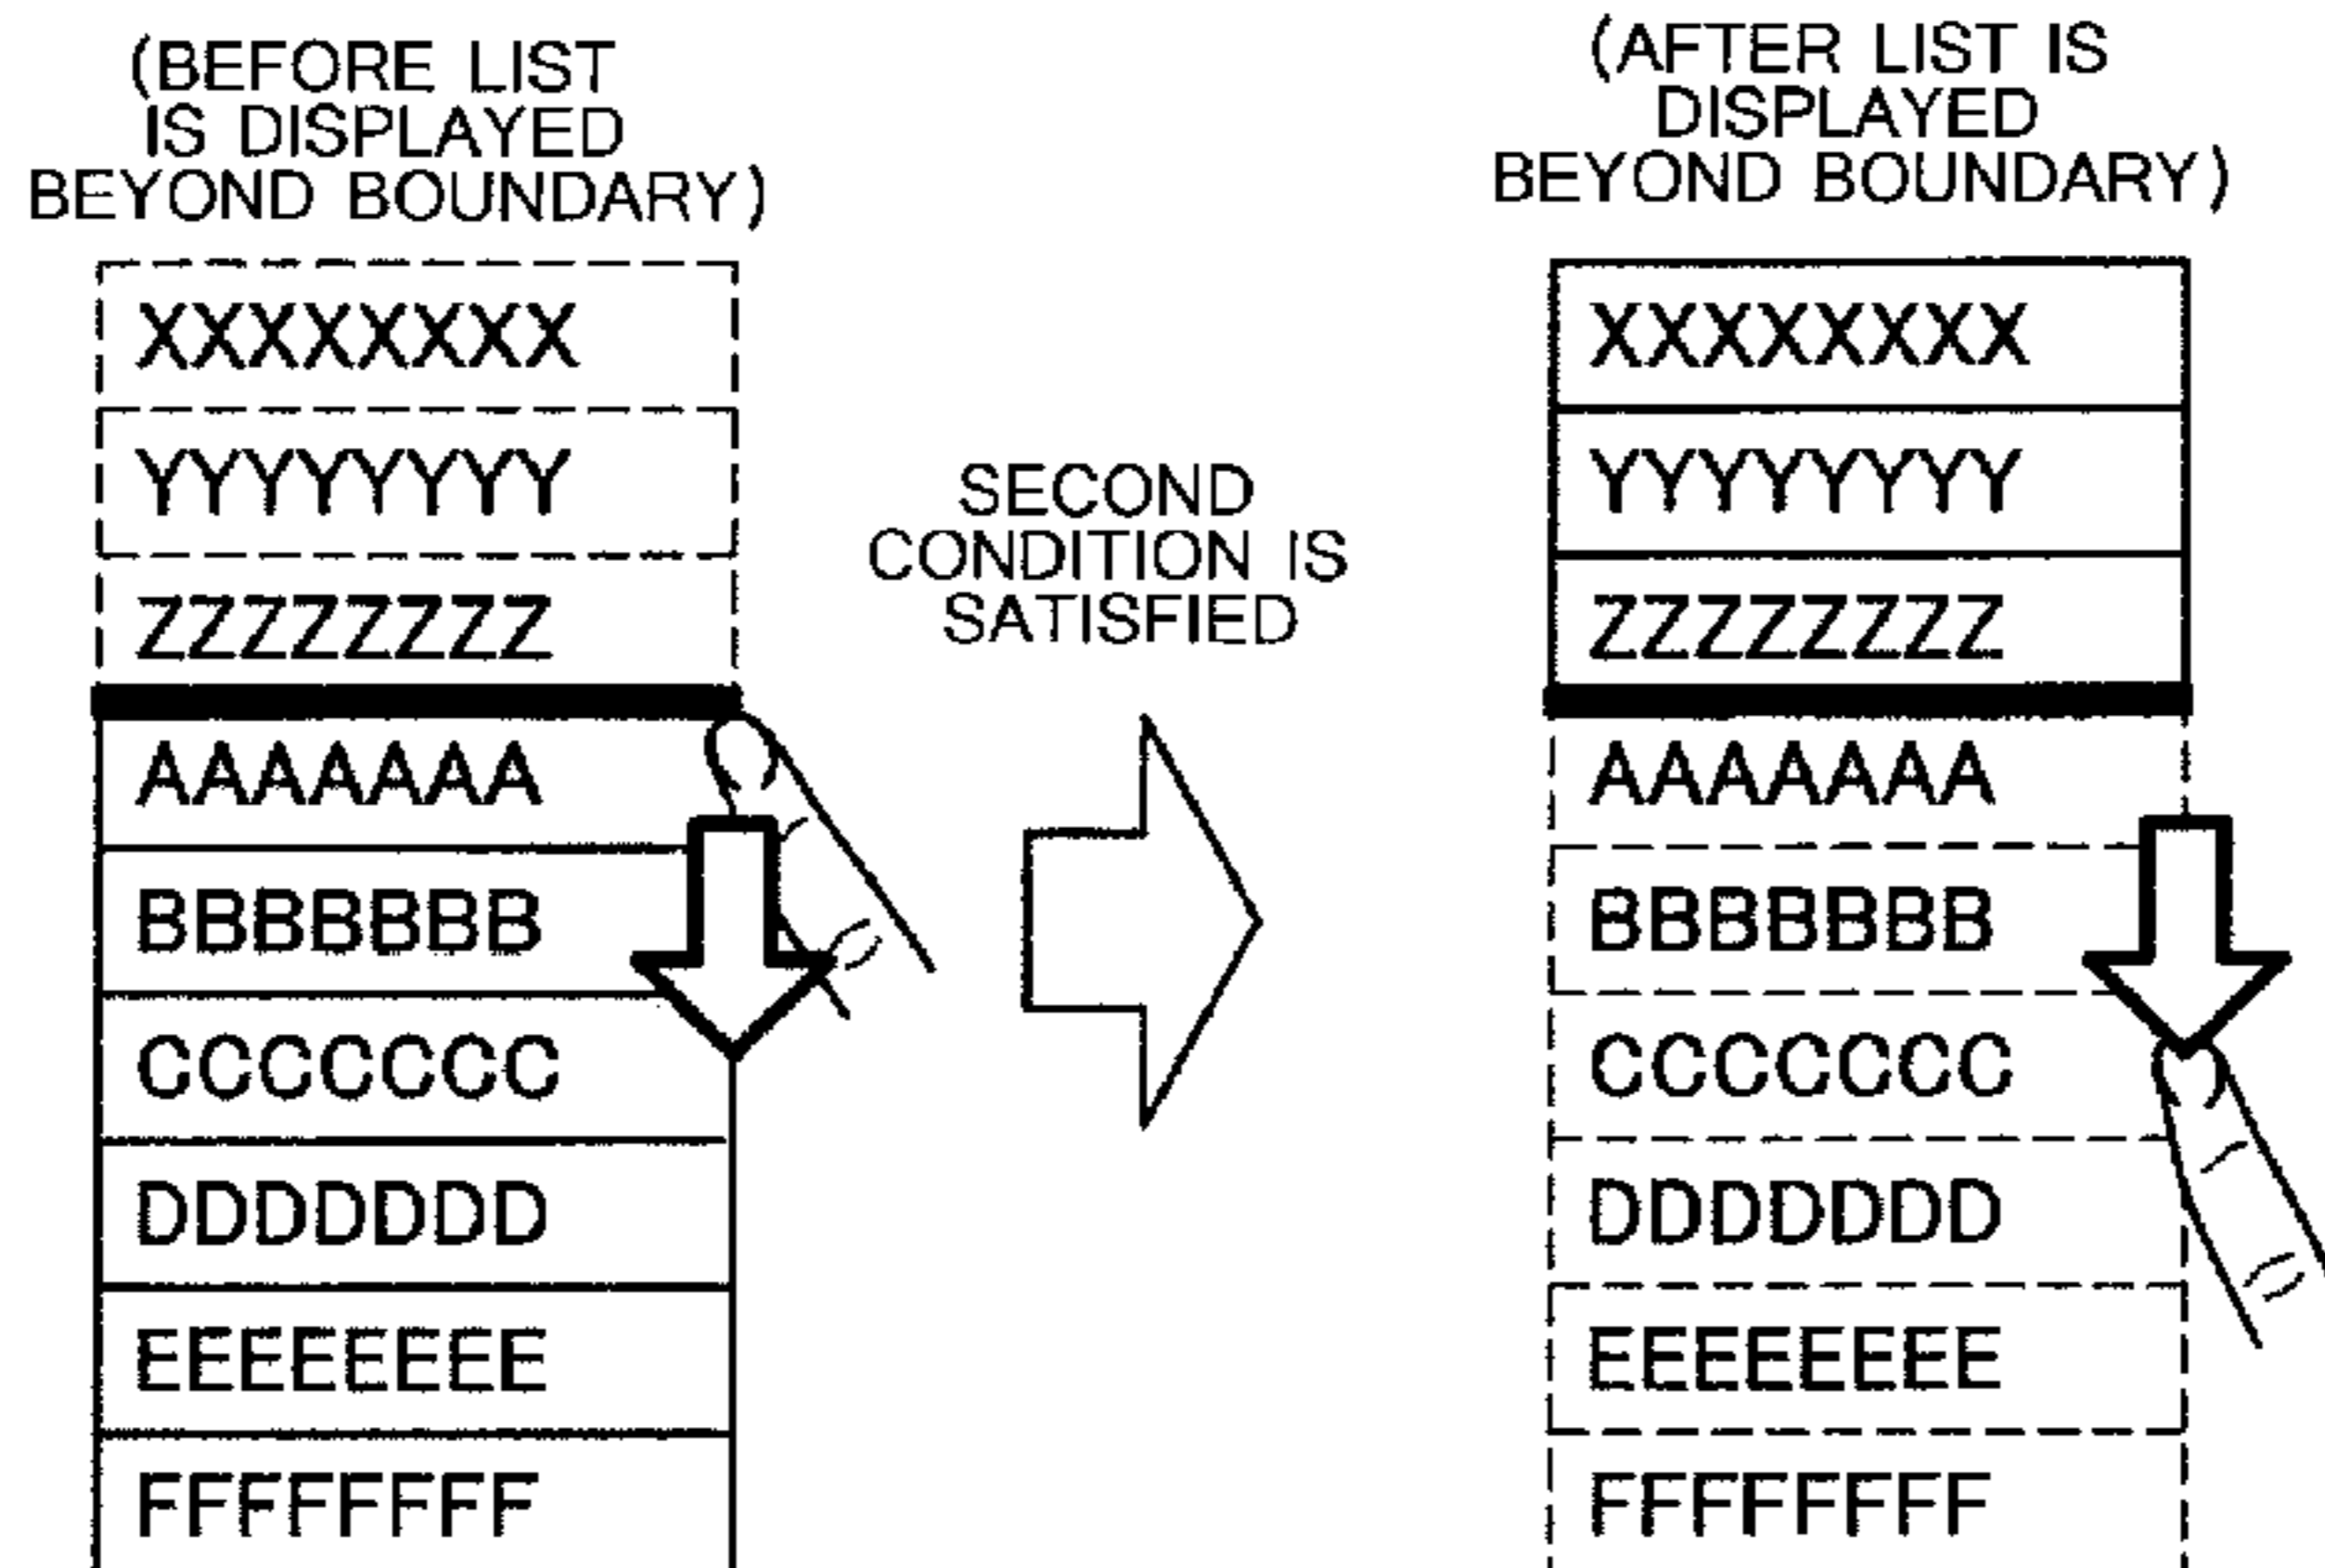 (BEFORE LIST
IS DISPLAYED
BEYOND BOUNDARY)
XXXXXXXX
YYYYYYYY
ZZZZZZZZ
AAAAAAA
BBBBBBB
CCCCCCC
DDDDDDD
EEEEEEEE
FFFFFFFF
SECOND
CONDITION IS
SATISFIED
(AFTER LIST IS
DISPLAYED
BEYOND BOUNDARY)
XXXXXXXX
YYYYYYYY
ZZZZZZZZ
AAAAAAA
BBBBBBB
CCCCCCC
DDDDDDD
EEEEEEEE
FFFFFFFF